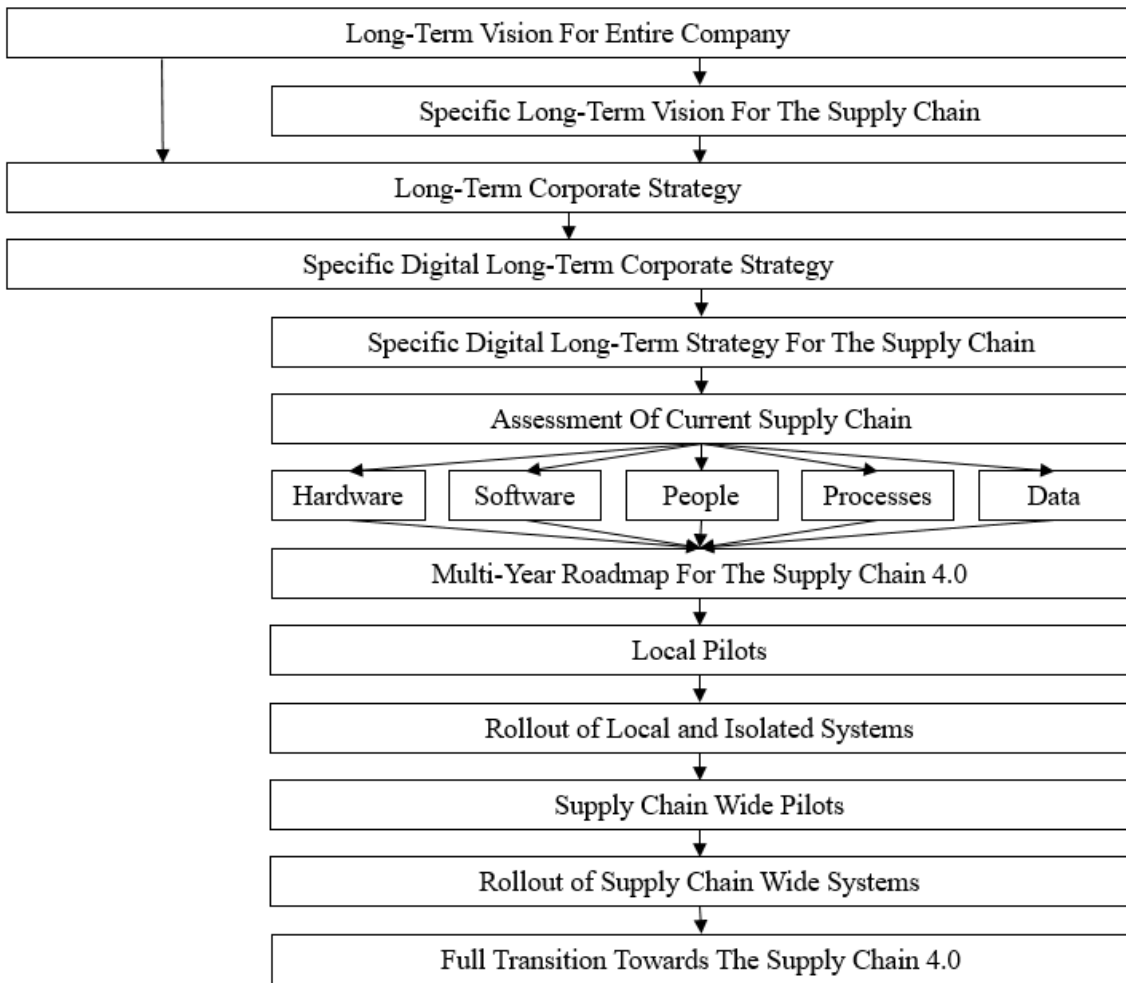 Long-Term Vision For Entire Company
Specific Long-Term Vision For The Supply Chain
Long-Term Corporate Strategy
Specific Digital Long-Term Corporate Strategy
Specific Digital Long-Term Strategy For The Supply Chain
Assessment Of Current Supply Chain
Hardware
Software
People
Processes
Data
Multi-Year Roadmap For The Supply Chain 4.0
Local Pilots
Rollout of Local and Isolated Systems
Supply Chain Wide Pilots
Rollout of Supply Chain Wide Systems
Full Transition Towards The Supply Chain 4.0